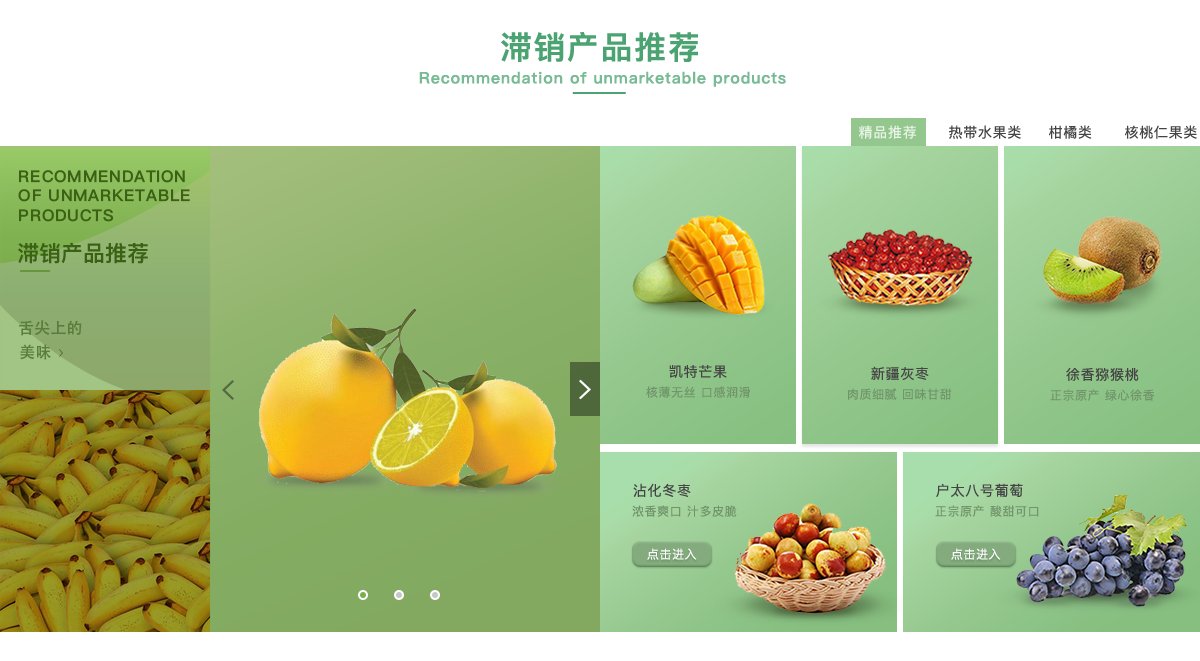 滞销产品推荐
Recommendation of unmarketable products
精品推荐 热带水果类 柑橘类 核桃仁果类
RECOMMENDATION
OF UNMARKETABLE
PRODUCTS
滞销产品推荐
舌尖上的
美味 ›
凯特芒果
核薄无丝 口感润滑
新疆灰枣
肉质细腻 回味甘甜
徐香猕猴桃
正宗原产 绿心徐香
沾化冬枣
浓香爽口 汁多皮脆
点击进入
户太八号葡萄
正宗原产 酸甜可口
点击进入